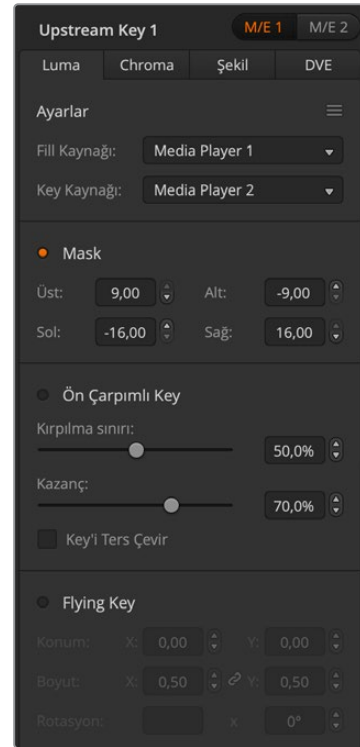 Upstream Key 1 M/E 1 M/E 2
Luma Chroma Şekil DVE
Ayarlar
Fill Kaynağı: Media Player 1
Key Kaynağı: Media Player 2
Mask
Üst: 9,00 Alt: -9,00
Sol: -16,00 Sağ: 16,00
Ön Çarpımlı Key
Kırpılma sınırı:
50,0%
Kazanç:
70,0%
Key'i Ters Çevir
Flying Key
Konum: X: 0,00 Y: 0,00
Boyut: X: 0,50 Y: 0,50
Rotasyon: x 0°